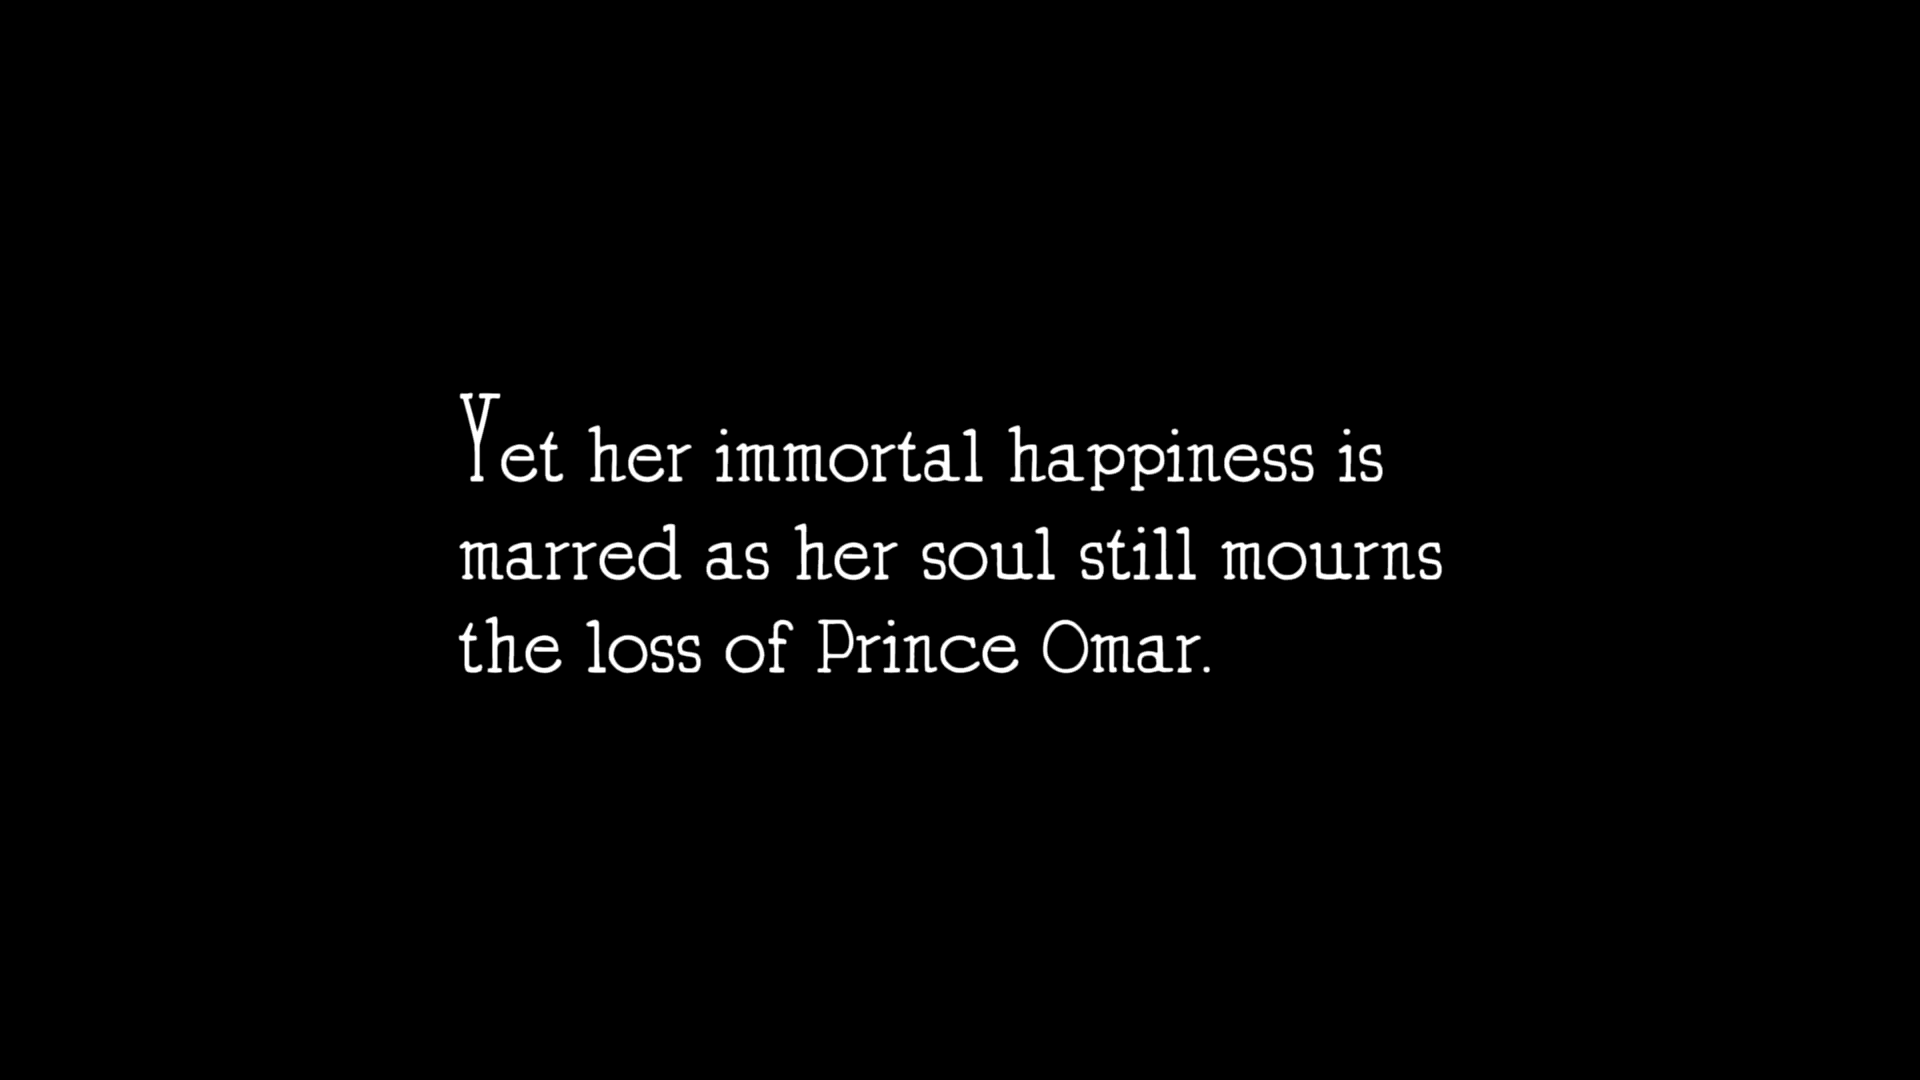 Yet her immortal happiness is
marred as her soul still mourns
the loss of Prince Omar.